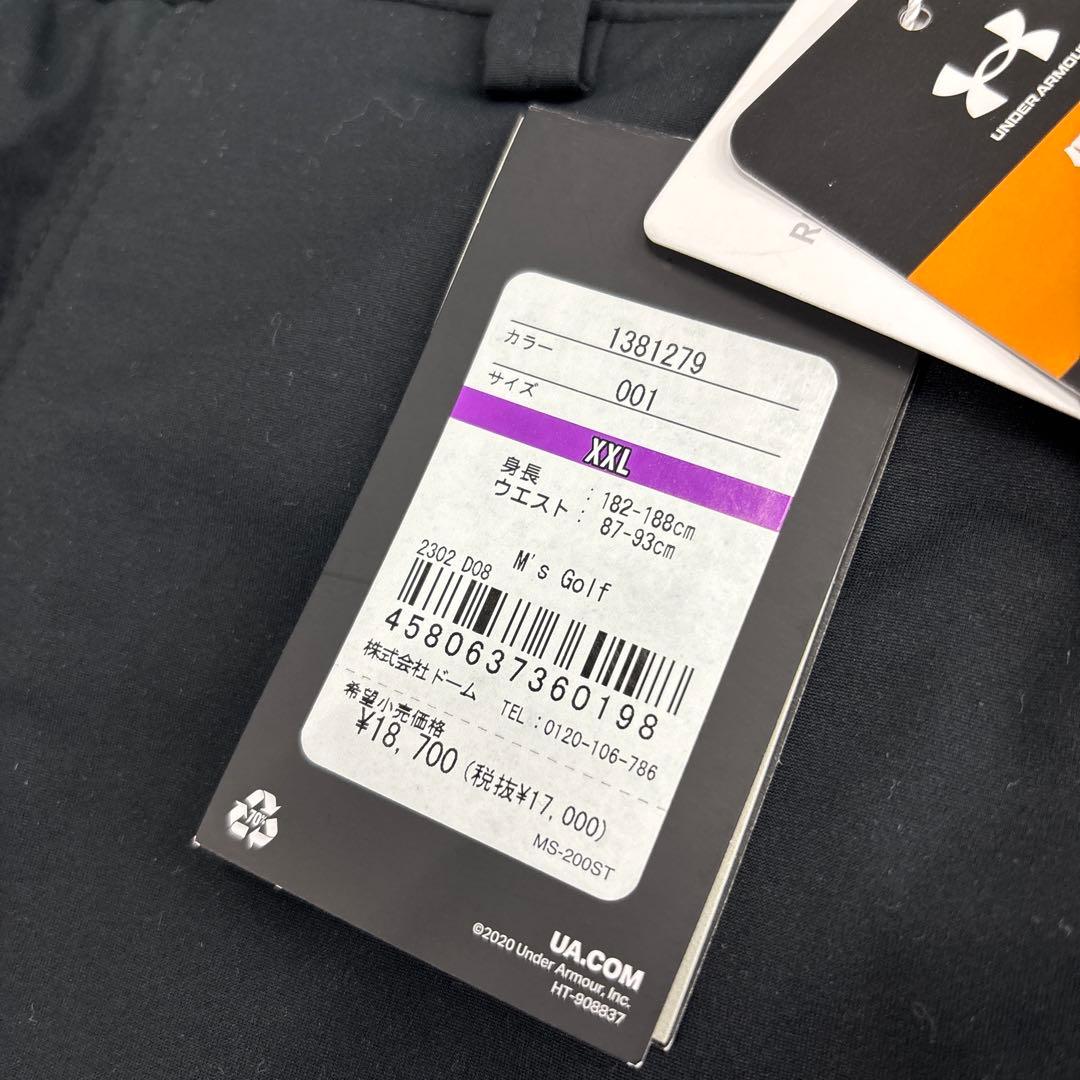 UNDER ARMOUR
R
1381279
カラー
001
サイズ
XXL
身長 : 182-188cm
ウエスト : 87-93cm
2302 D08 M's Golf
4580637360198
株式会社ドーム TEL:0120-106-786
希望小売価格
¥18,700 (税抜¥17,000)
MS-200ST
70%
UA.COM
©2020 Under Armour, Inc.
HT-908837